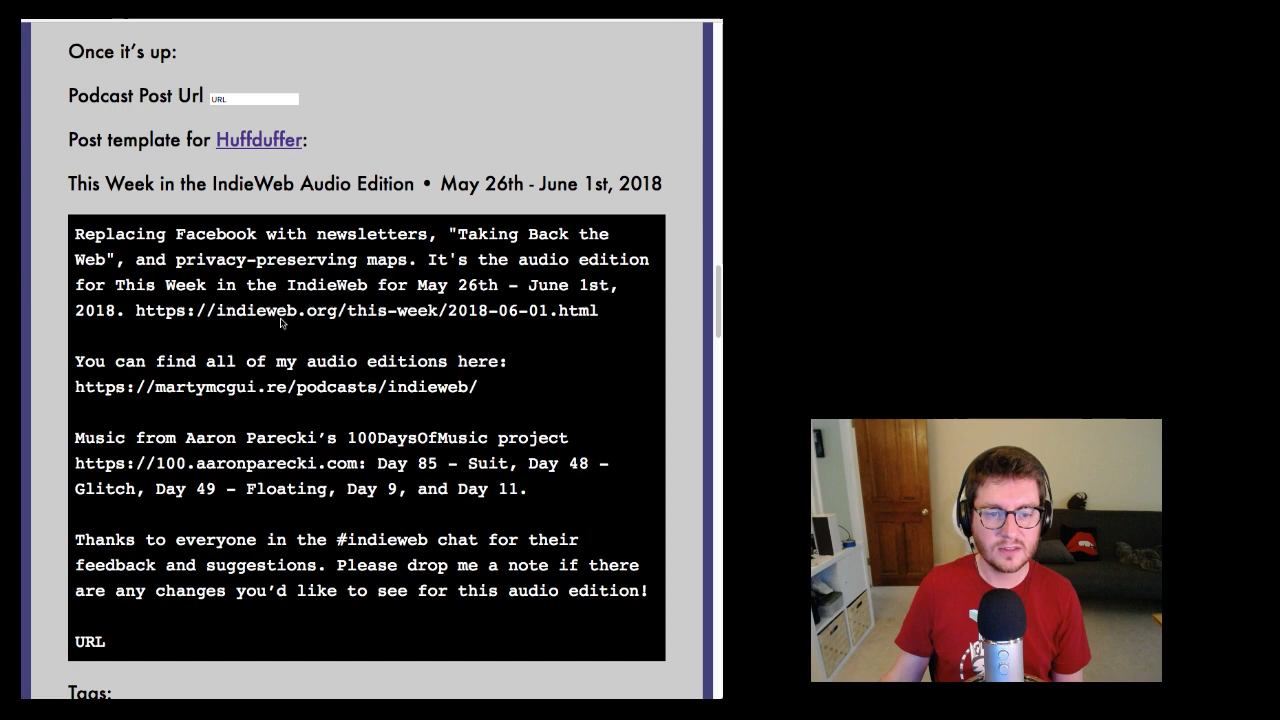 Once it’s up:
Podcast Post Url URL
Post template for Huffduffer:
This Week in the IndieWeb Audio Edition • May 26th - June 1st, 2018
Replacing Facebook with newsletters, "Taking Back the
Web", and privacy-preserving maps. It's the audio edition
for This Week in the IndieWeb for May 26th - June 1st,
2018. https://indieweb.org/this-week/2018-06-01.html
You can find all of my audio editions here:
https://martymcgui.re/podcasts/indieweb/
Music from Aaron Parecki’s 100DaysOfMusic project
https://100.aaronparecki.com: Day 85 - Suit, Day 48 -
Glitch, Day 49 - Floating, Day 9, and Day 11.
Thanks to everyone in the #indieweb chat for their
feedback and suggestions. Please drop me a note if there
are any changes you’d like to see for this audio edition!
URL
Tags: